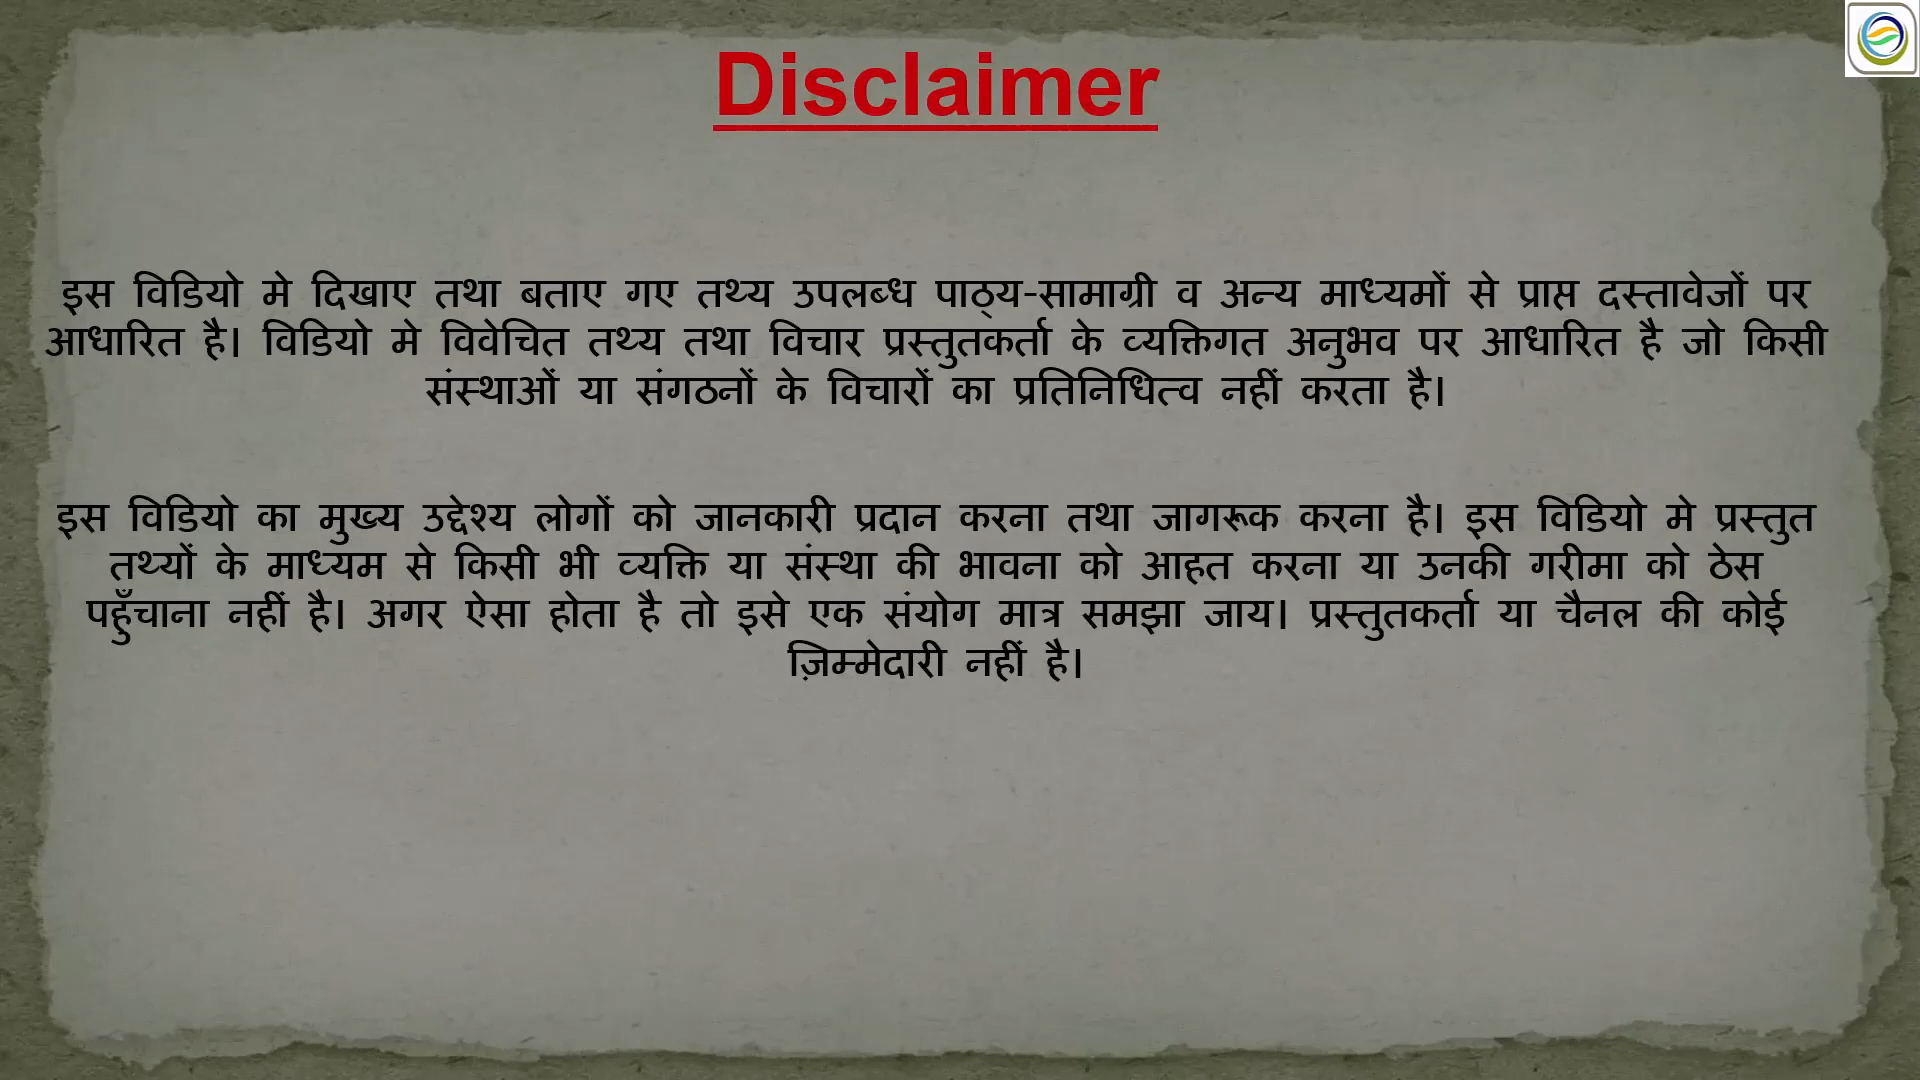 Disclaimer
इस विडियो मे दिखाए तथा बताए गए तथ्य उपलब्ध पाठ्य-सामाग्री व अन्य माध्यमों से प्राप्त दस्तावेजों पर
आधारित है। विडियो मे विवेचित तथ्य तथा विचार प्रस्तुतकर्ता के व्यक्तिगत अनुभव पर आधारित है जो किसी
संस्थाओं या संगठनों के विचारों का प्रतिनिधित्व नहीं करता है।
इस विडियो का मुख्य उद्देश्य लोगों को जानकारी प्रदान करना तथा जागरूक करना है। इस विडियो मे प्रस्तुत
तथ्यों के माध्यम से किसी भी व्यक्ति या संस्था की भावना को आहत करना या उनकी गरीमा को ठेस
पहुँचाना नहीं है। अगर ऐसा होता है तो इसे एक संयोग मात्र समझा जाय। प्रस्तुतकर्ता या चैनल की कोई
ज़िम्मेदारी नहीं है।